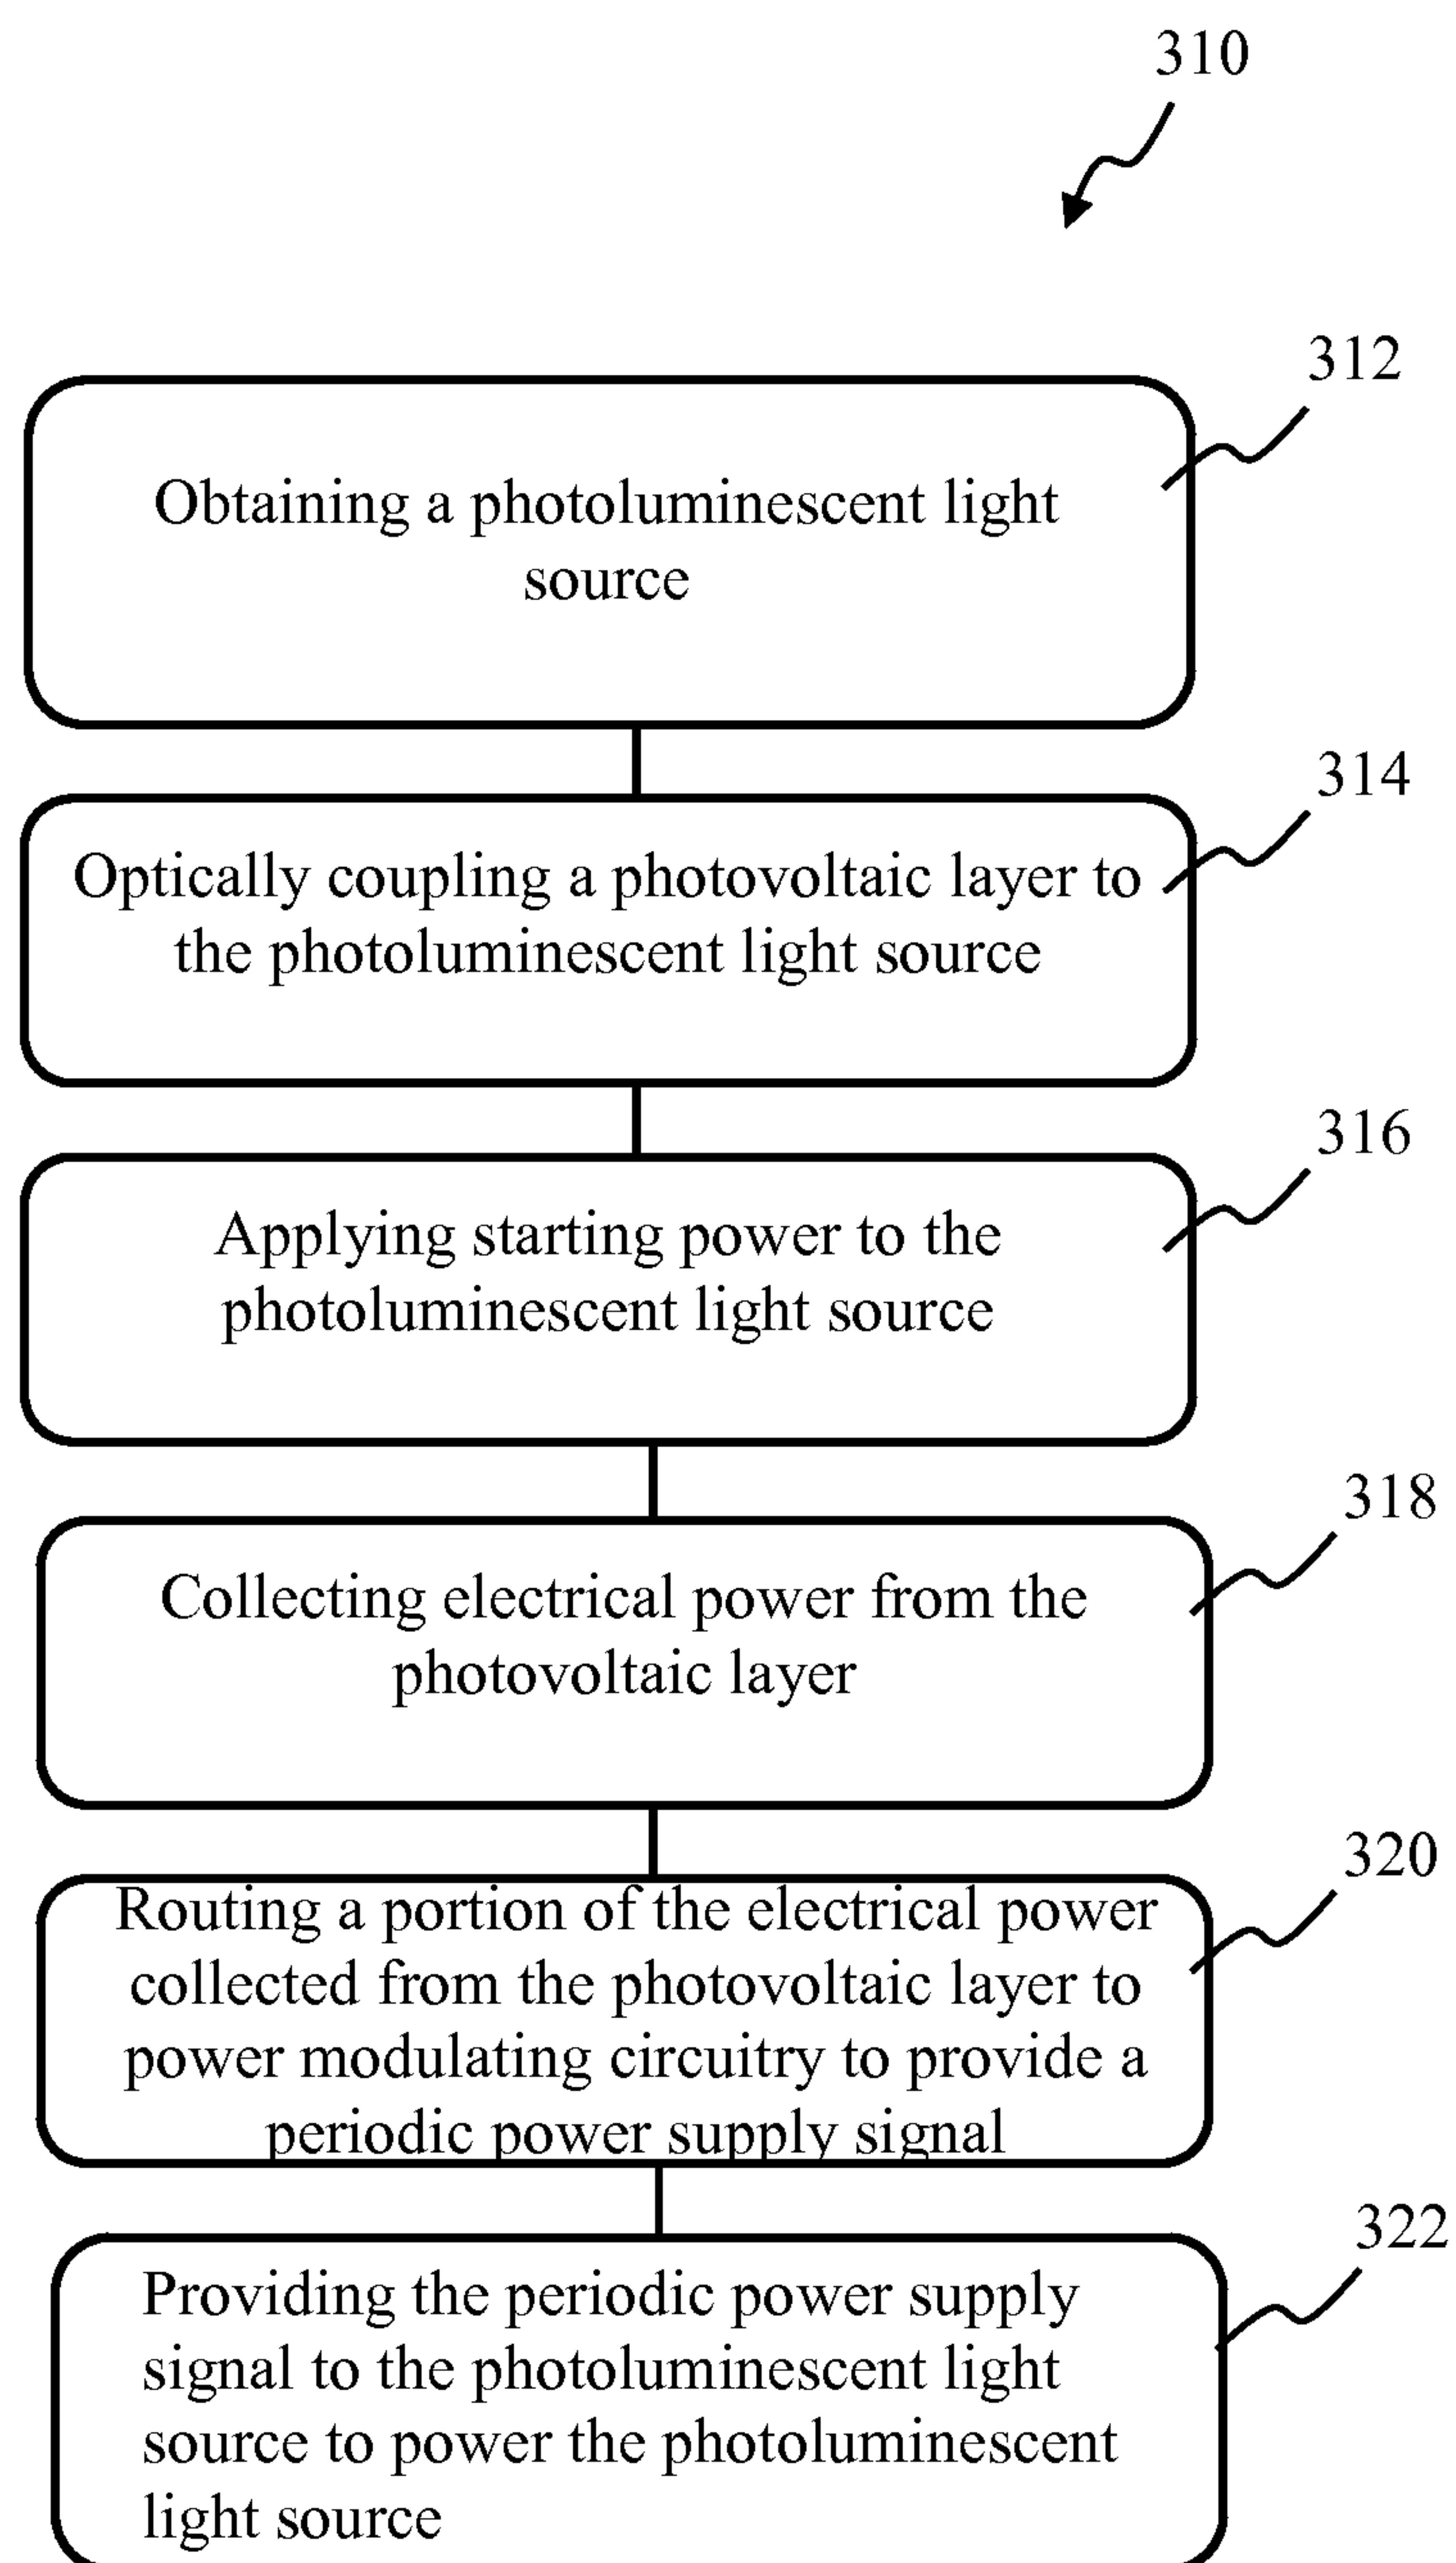 310
312
Obtaining a photoluminescent light
source
314
Optically coupling a photovoltaic layer to
the photoluminescent light source
316
Applying starting power to the
photoluminescent light source
318
Collecting electrical power from the
photovoltaic layer
320
Routing a portion of the electrical power
collected from the photovoltaic layer to
power modulating circuitry to provide a
periodic power supply signal
322
Providing the periodic power supply
signal to the photoluminescent light
source to power the photoluminescent
light source